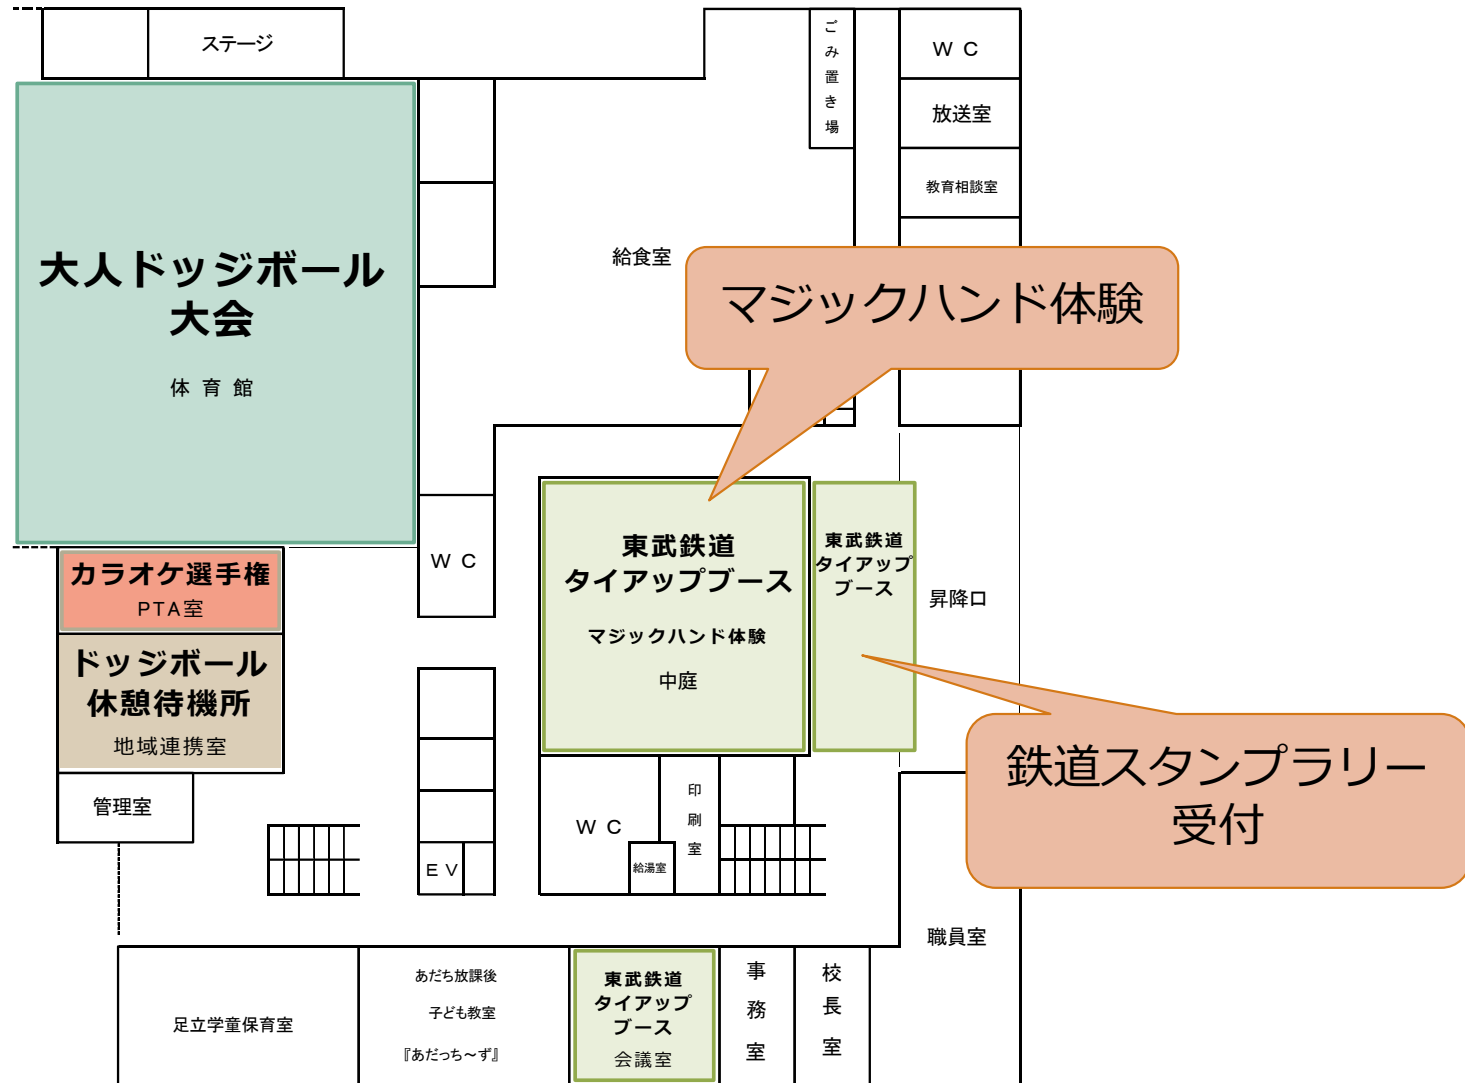 ステージ
ごみ置き場
ＷＣ
放送室
教育相談室
給食室
マジックハンド体験
大人ドッジボール
大会
体育館
ＷＣ
東武鉄道
タイアップブース
マジックハンド体験
中庭
東武鉄道
タイアップ
ブース
昇降口
カラオケ選手権
PTA室
ドッジボール
休憩待機所
地域連携室
管理室
鉄道スタンプラリー
受付
ＷＣ
印刷室
給湯室
ＥＶ
職員室
足立学童保育室
あだち放課後
子ども教室
『あだっち～ず』
東武鉄道
タイアップ
ブース
会議室
事務室
校長室